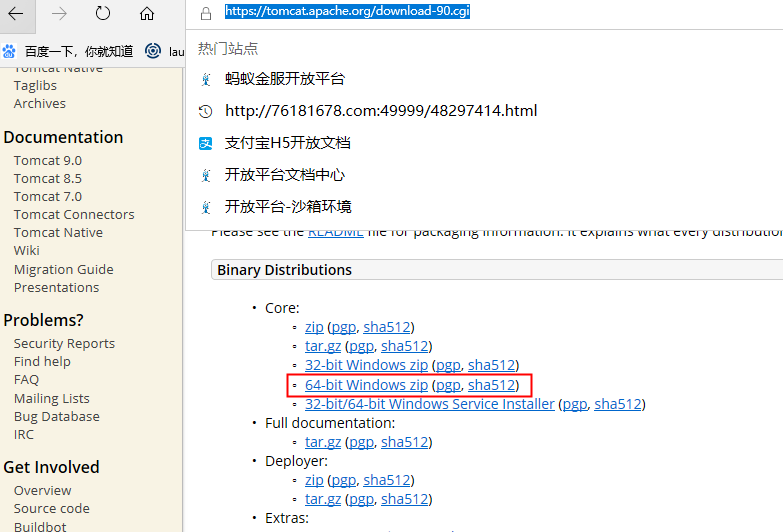 https://tomcat.apache.org/download-90.cgi
百度一下，你就知道 lau
热门站点
蚂蚁金服开放平台
http://76181678.com:49999/48297414.html
支付宝H5开放文档
开放平台文档中心
开放平台-沙箱环境
Tomcat Native
Taglibs
Archives
Documentation
Tomcat 9.0
Tomcat 8.5
Tomcat 7.0
Tomcat Connectors
Tomcat Native
Wiki
Migration Guide
Presentations
Problems?
Security Reports
Find help
FAQ
Mailing Lists
Bug Database
IRC
Get Involved
Overview
Source code
Buildbot
Please see the README file for packaging information. It explains what every distribution
Binary Distributions
• Core:
zip (pgp, sha512)
tar.gz (pgp, sha512)
32-bit Windows zip (pgp, sha512)
64-bit Windows zip (pgp, sha512)
32-bit/64-bit Windows Service Installer (pgp, sha512)
• Full documentation:
tar.gz (pgp, sha512)
• Deployer:
zip (pgp, sha512)
tar.gz (pgp, sha512)
• Extras: